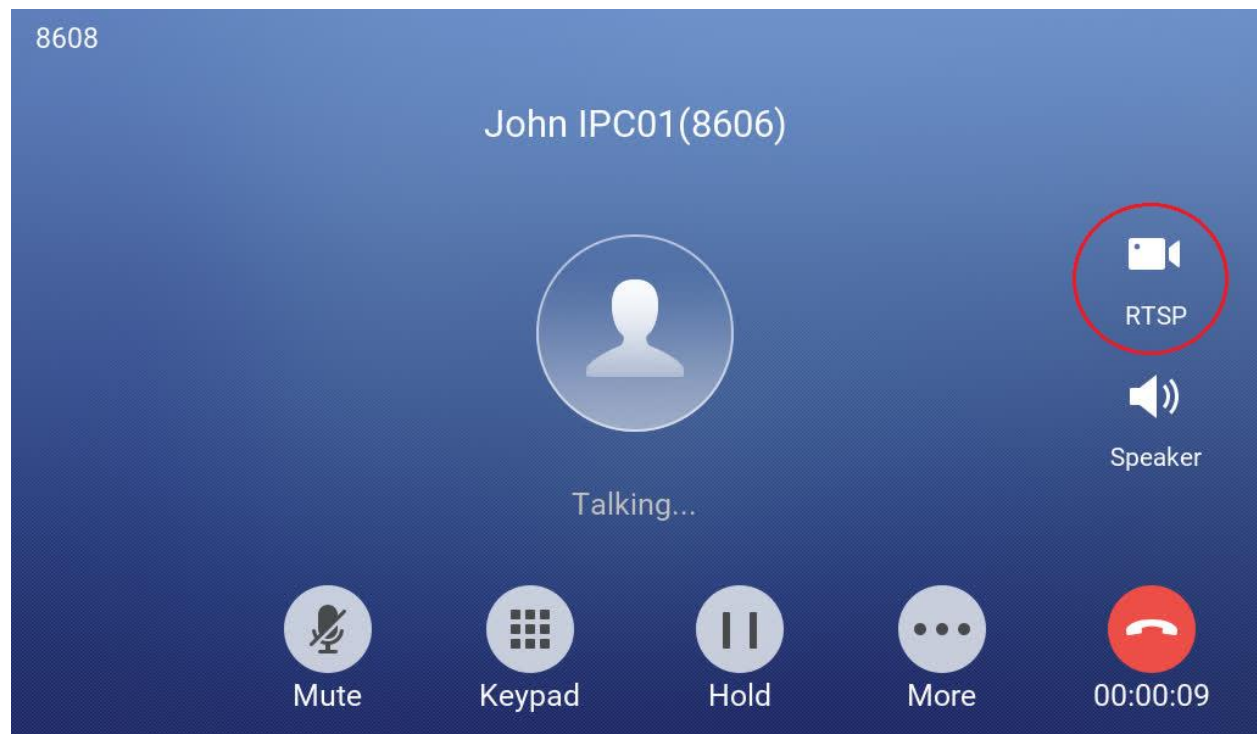 8608
John IPC01(8606)
RTSP
Speaker
Talking...
Mute
Keypad
Hold
More
00:00:09